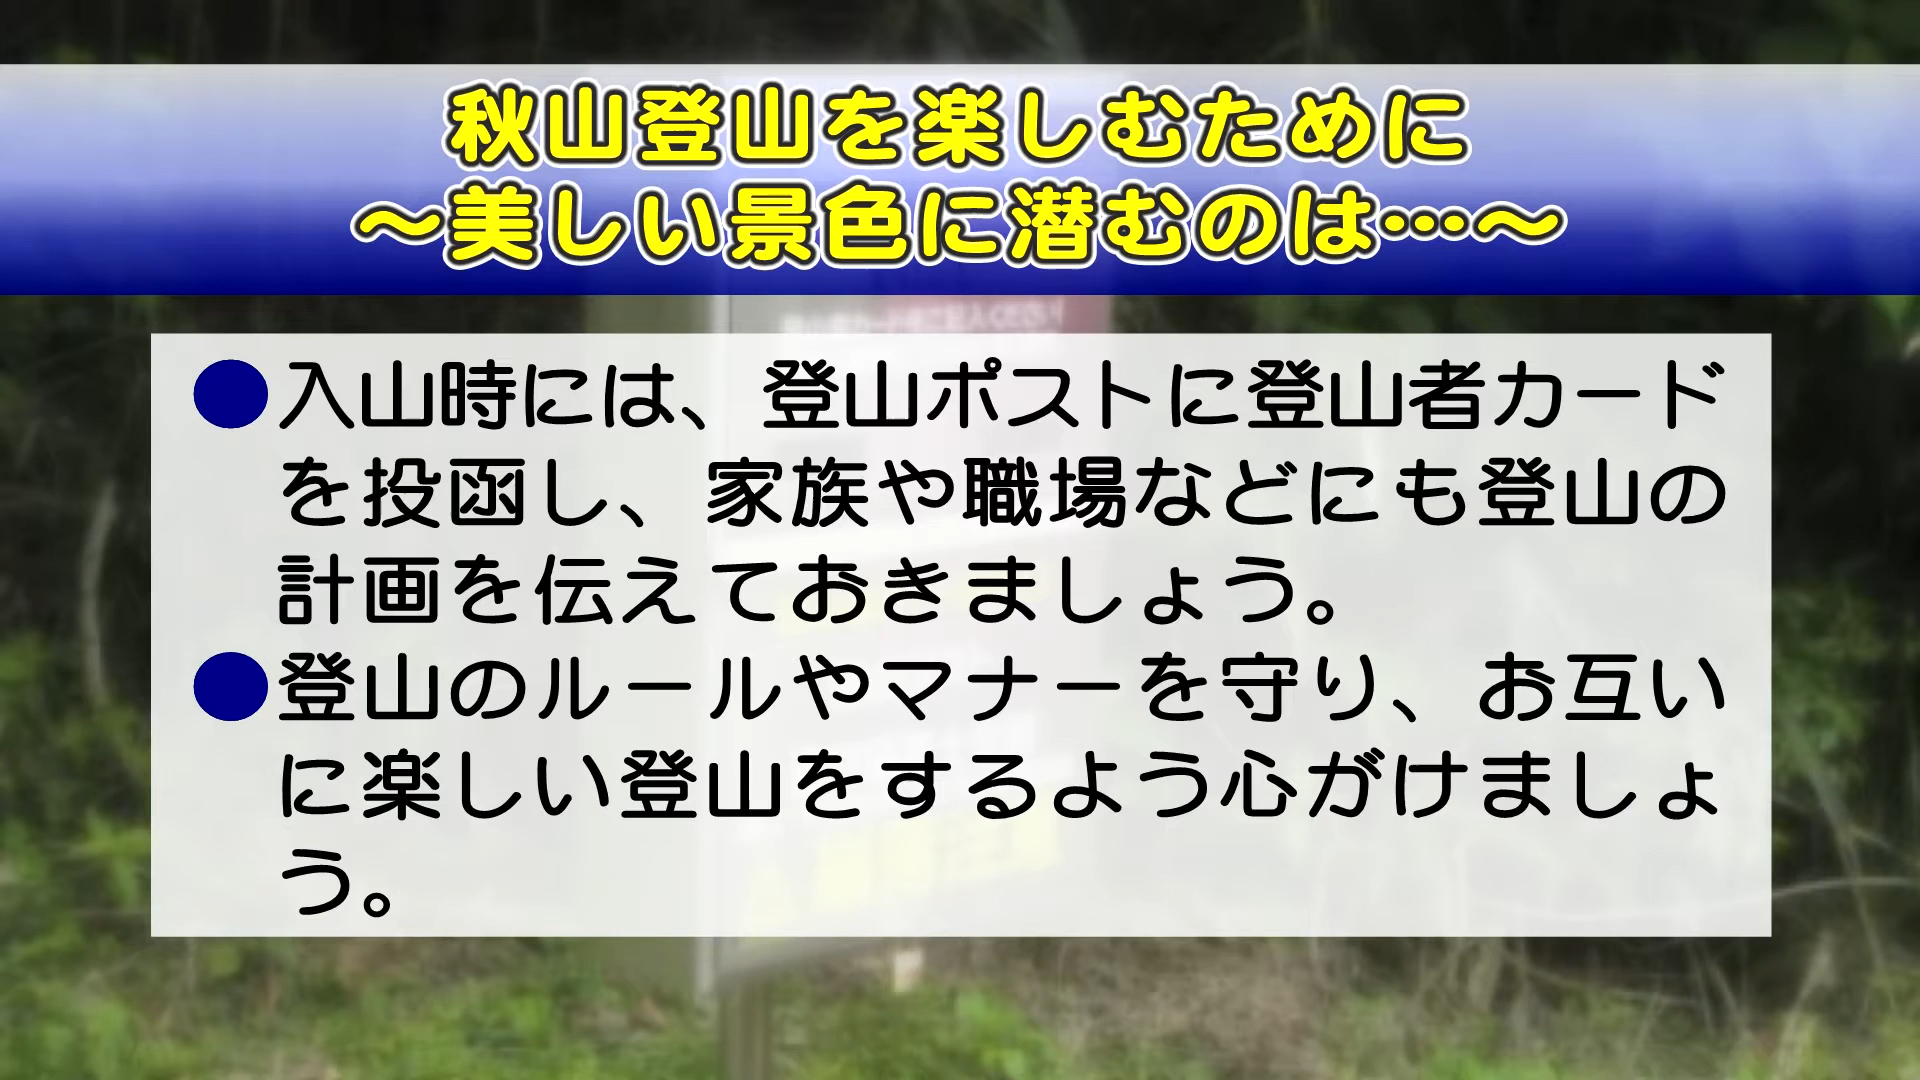 秋山登山を楽しむために
～美しい景色に潜むのは…～
●入山時には、登山ポストに登山者カード
を投函し、家族や職場などにも登山の
計画を伝えておきましょう。
●登山のルールやマナーを守り、お互い
に楽しい登山をするよう心がけましょ
う。